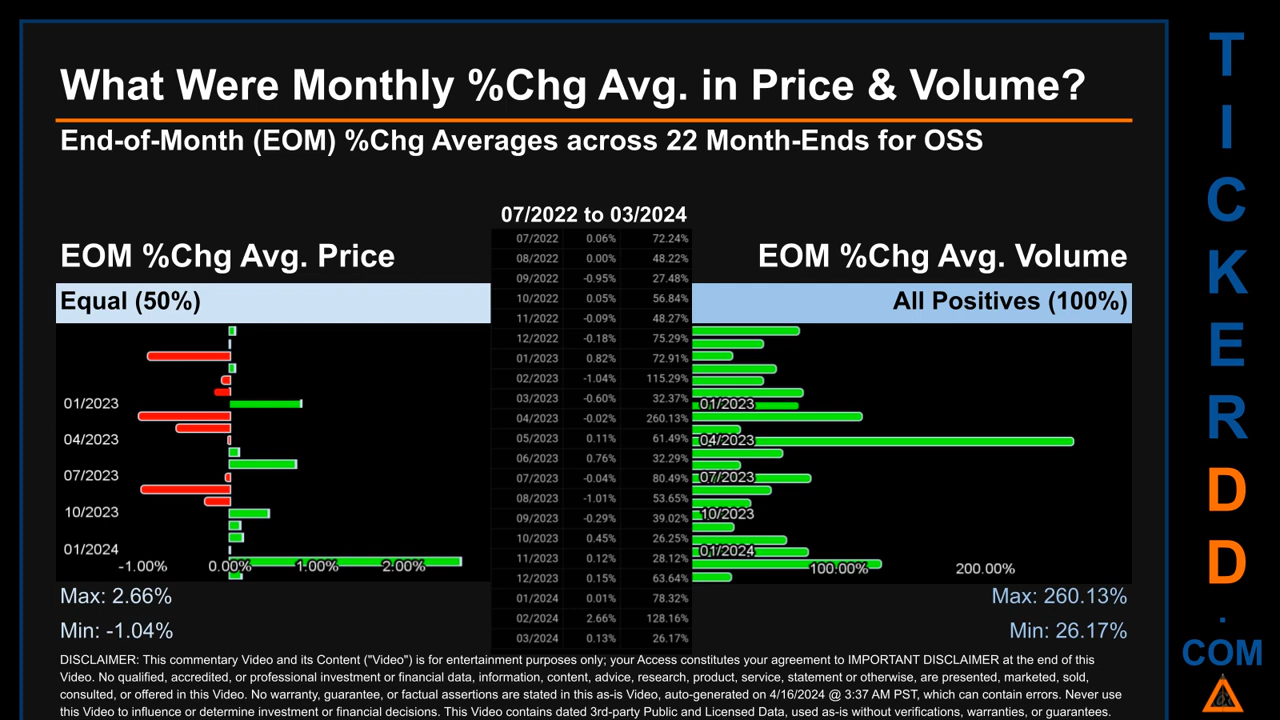 What Were Monthly %Chg Avg. in Price & Volume?
End-of-Month (EOM) %Chg Averages across 22 Month-Ends for OSS
07/2022 to 03/2024
EOM %Chg Avg. Price
EOM %Chg Avg. Volume
Equal (50%)
All Positives (100%)
07/2022 0.06% 72.24%
08/2022 0.00% 48.22%
09/2022 -0.95% 27.48%
10/2022 0.05% 56.84%
11/2022 -0.09% 48.27%
12/2022 -0.18% 75.29%
01/2023 0.82% 72.91%
02/2023 -1.04% 115.29%
03/2023 -0.60% 32.37%
04/2023 -0.02% 260.13%
05/2023 0.11% 61.49%
06/2023 0.76% 32.29%
07/2023 -0.04% 80.49%
08/2023 -1.01% 53.65%
09/2023 -0.29% 39.02%
10/2023 0.45% 26.25%
11/2023 0.12% 28.12%
12/2023 0.15% 63.64%
01/2024 0.01% 78.32%
02/2024 2.66% 128.16%
03/2024 0.13% 26.17%
01/2023
04/2023
07/2023
10/2023
01/2024
-1.00% 0.00% 1.00% 2.00%
01/2023
04/2023
07/2023
10/2023
01/2024
100.00% 200.00%
Max: 2.66%
Min: -1.04%
Max: 260.13%
Min: 26.17%
DISCLAIMER: This commentary Video and its Content ("Video") is for entertainment purposes only; your Access constitutes your agreement to IMPORTANT DISCLAIMER at the end of this
Video. No qualified, accredited, or professional investment or financial data, information, content, advice, research, product, service, statement or otherwise, are presented, marketed, sold,
consulted, or offered in this Video. No warranty, guarantee, or factual assertions are stated in this as-is Video, auto-generated on 4/16/2024 @ 3:37 AM PST, which can contain errors. Never use
this Video to influence or determine investment or financial decisions. This Video contains dated 3rd-party Public and Licensed Data, used as-is without verifications, warranties, or guarantees.
T
I
C
K
E
R
D
D
.
COM